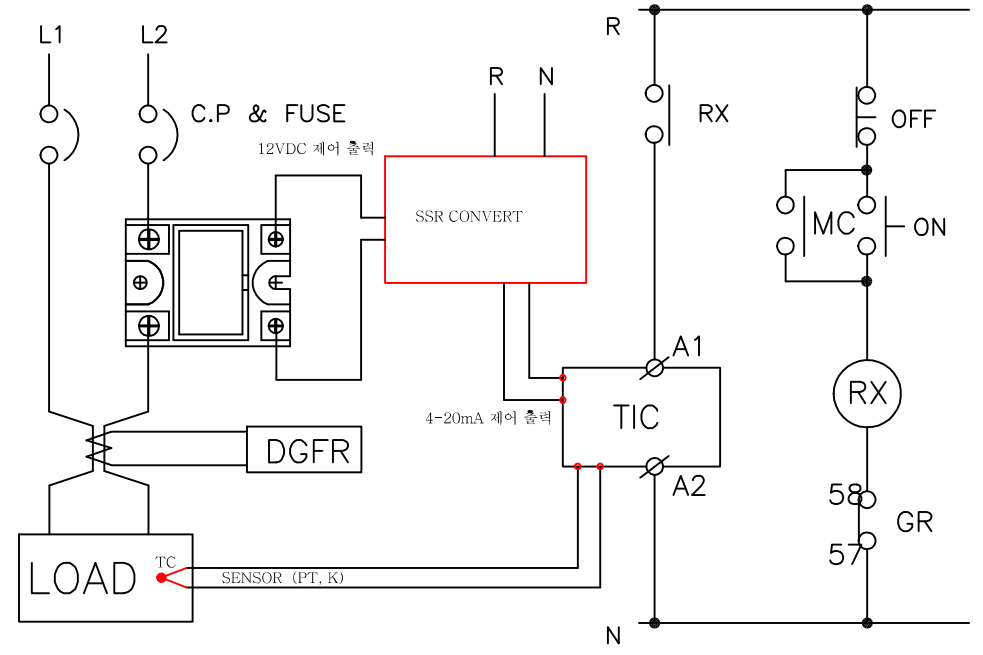 L1
L2
R
R
N
C.P & FUSE
RX
OFF
12VDC 제어 출력
SSR CONVERT
MC
ON
A1
RX
4-20mA 제어 출력
TIC
DGFR
A2
58
GR
57
TC
LOAD
SENSOR (PT, K)
N